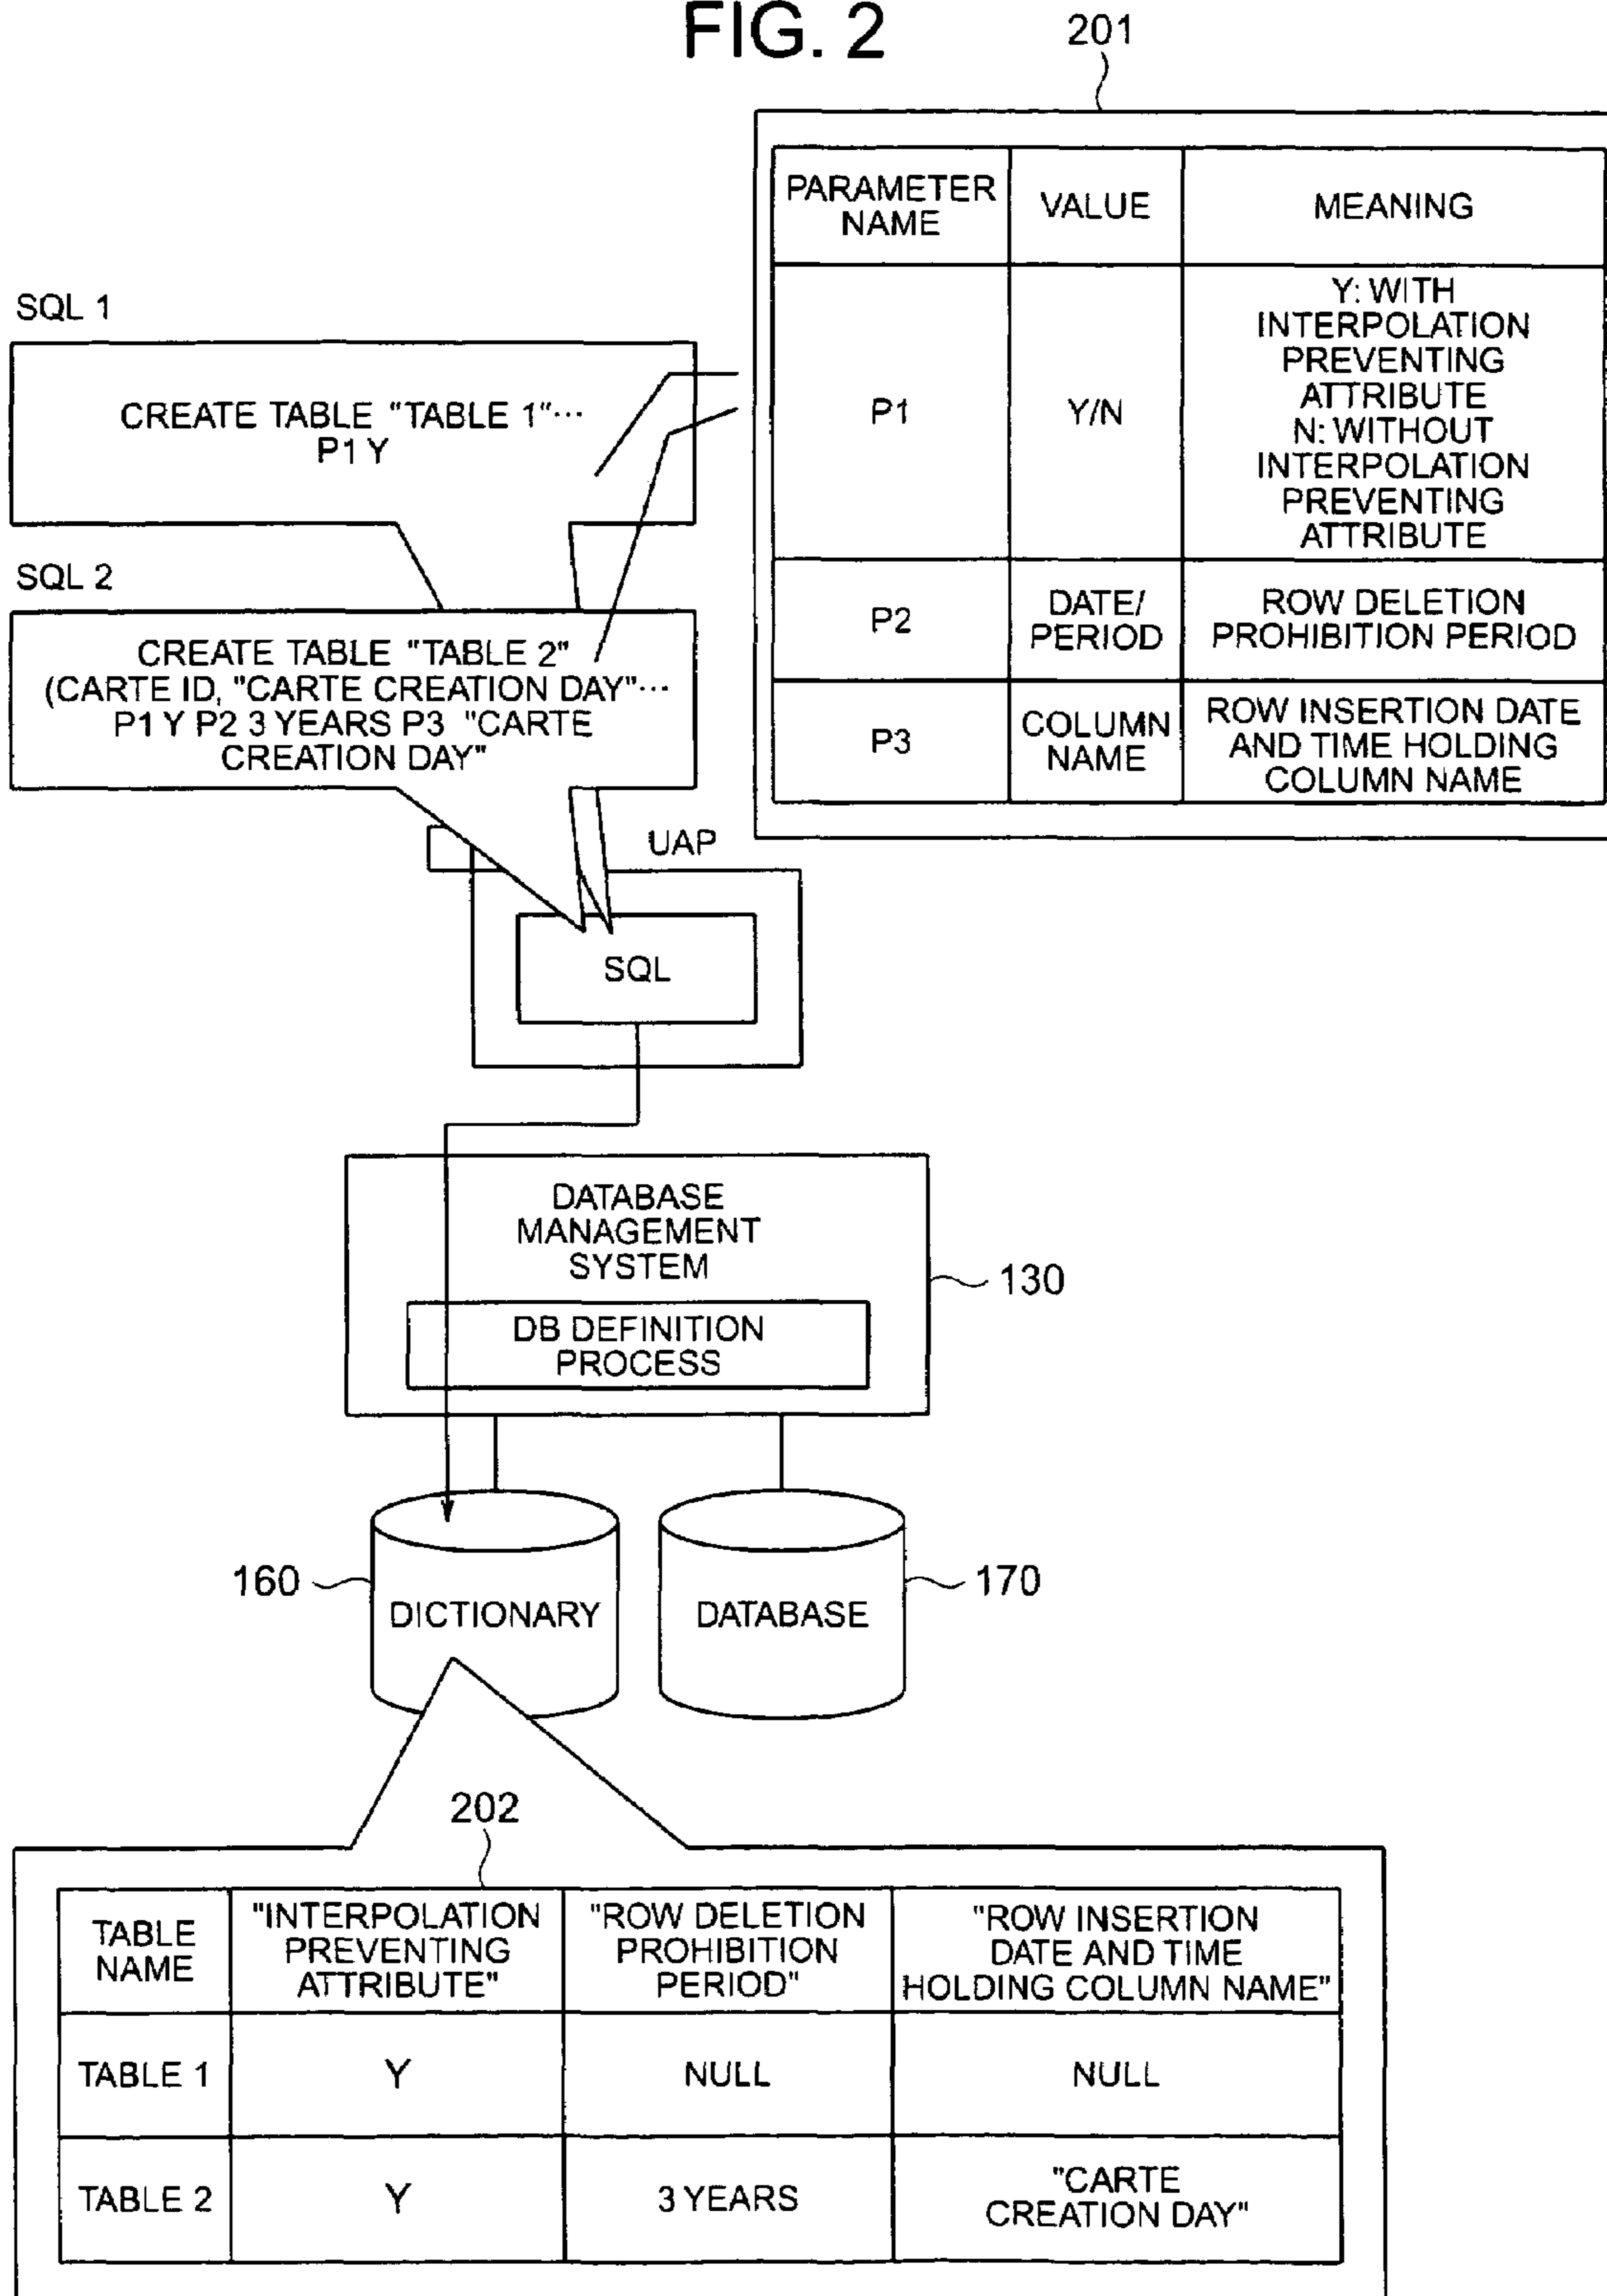 FIG. 2
201
PARAMETER
NAME
VALUE
MEANING
P1
Y/N
Y: WITH
INTERPOLATION
PREVENTING
ATTRIBUTE
N: WITHOUT
INTERPOLATION
PREVENTING
ATTRIBUTE
P2
DATE/
PERIOD
ROW DELETION
PROHIBITION PERIOD
P3
COLUMN
NAME
ROW INSERTION DATE
AND TIME HOLDING
COLUMN NAME
SQL 1
CREATE TABLE "TABLE 1"···
P1 Y
SQL 2
CREATE TABLE "TABLE 2"
(CARTE ID, "CARTE CREATION DAY"···
P1 Y P2 3 YEARS P3 "CARTE
CREATION DAY"
UAP
SQL
DATABASE
MANAGEMENT
SYSTEM
130
DB DEFINITION
PROCESS
160
DICTIONARY
DATABASE
170
202
TABLE
NAME
"INTERPOLATION
PREVENTING
ATTRIBUTE"
"ROW DELETION
PROHIBITION
PERIOD"
"ROW INSERTION
DATE AND TIME
HOLDING COLUMN NAME"
TABLE 1
Y
NULL
NULL
TABLE 2
Y
3 YEARS
"CARTE
CREATION DAY"